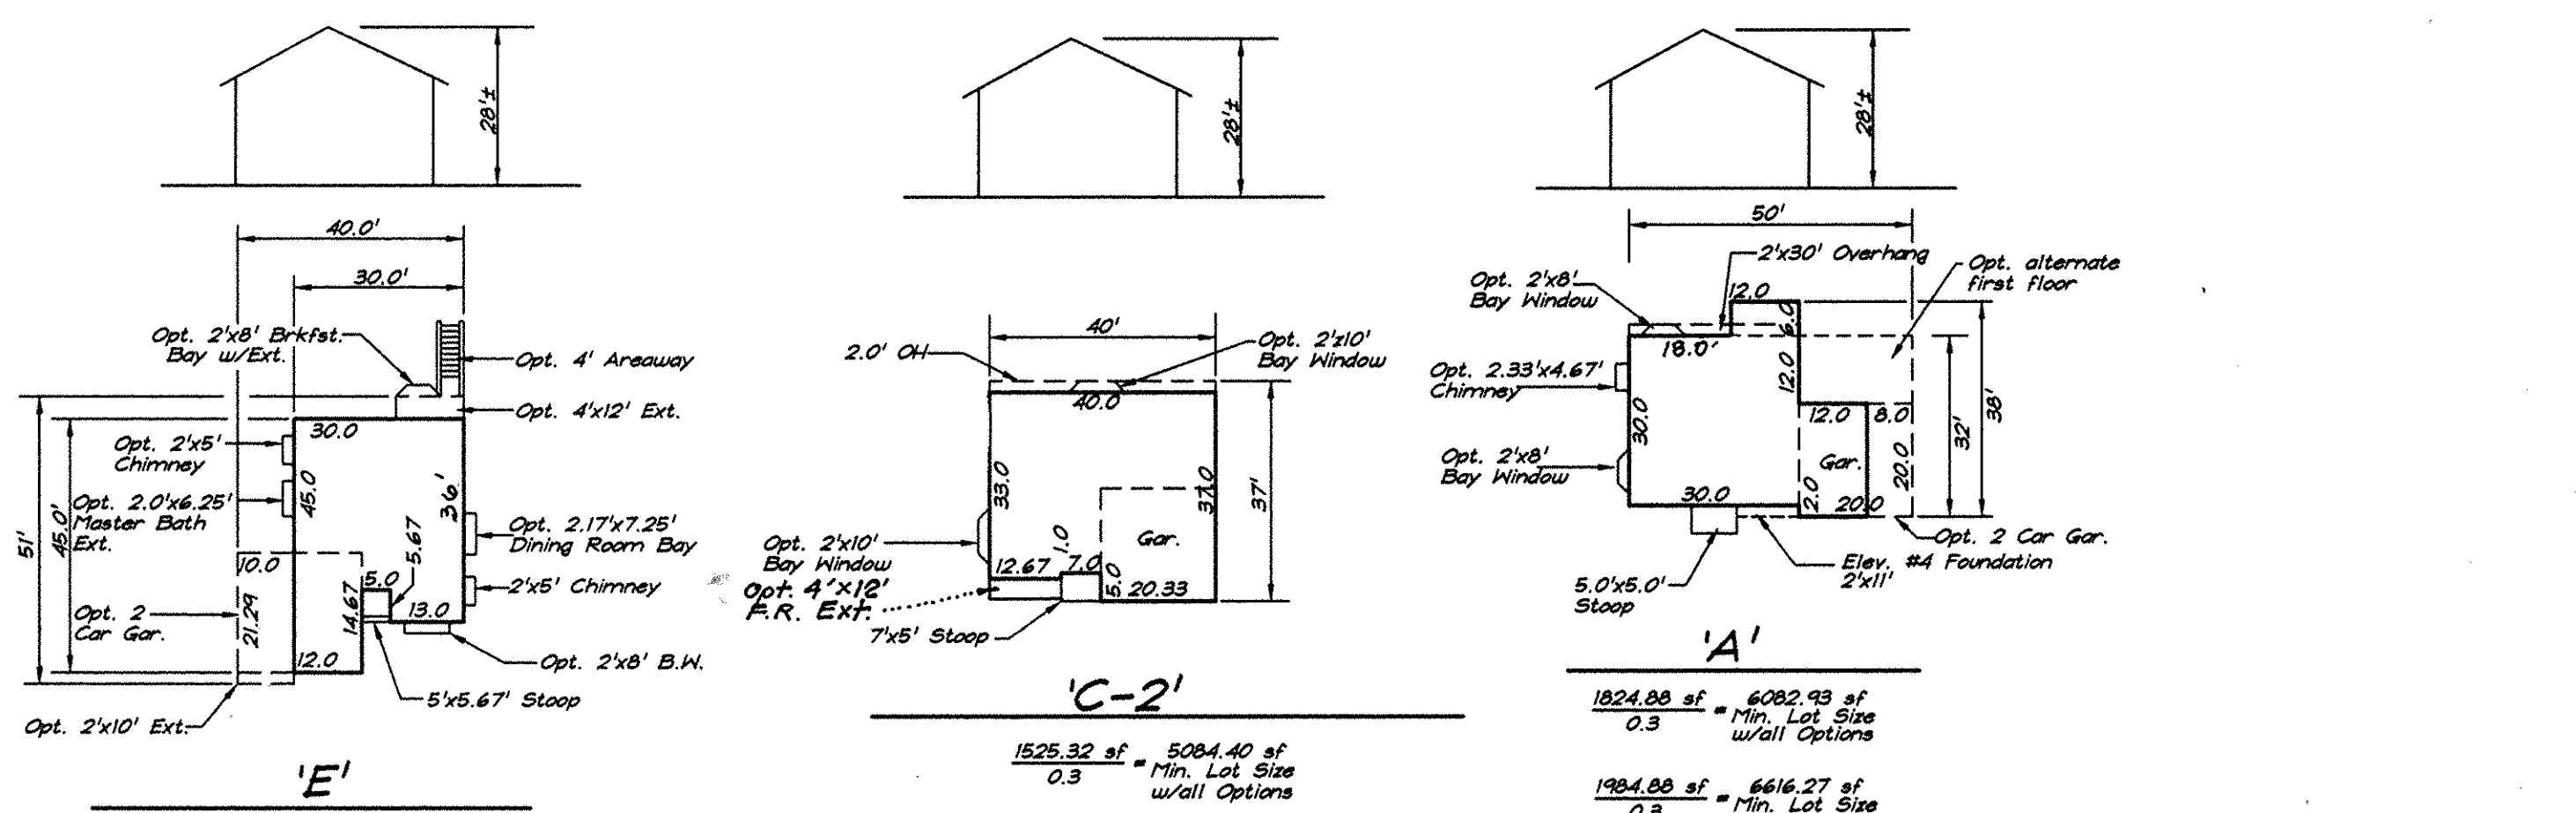 28'±
40.0'
30.0'
Opt. 2'x8' Brkfst.
Bay w/Ext.
Opt. 4' Areaway
Opt. 4'x12' Ext.
30.0
Opt. 2'x5'
Chimney
45.0
36'
Opt. 2.0'x6.25'
Master Bath
Ext.
51'
45.0'
Opt. 2.17'x7.25'
Dining Room Bay
5.67
10.0
5.0
2'x5' Chimney
14.67
13.0
21.29
Opt. 2
Car Gar.
12.0
Opt. 2'x8' B.W.
5'x5.67' Stoop
Opt. 2'x10' Ext.
'E'
28'±
40'
2.0' OH
Opt. 2'x10'
Bay Window
40.0
33.0
37.0
37'
Opt. 2'x10'
Bay Window
1.0
Gar.
12.67
7.0
5.0
20.33
Opt. 4'x12'
F.R. Ext.
7'x5' Stoop
'C-2'
1525.32 sf
0.3
= 5084.40 sf
Min. Lot Size
w/all Options
28'±
50'
2'x30' Overhang
Opt. alternate
first floor
Opt. 2'x8'
Bay Window
12.0
6.0
18.0'
Opt. 2.33'x4.67'
Chimney
12.0
30.0
12.0
8.0
32'
38'
Opt. 2'x8'
Bay Window
Gar.
20.0
30.0
2.0
20.0
Opt. 2 Car Gar.
Elev. #4 Foundation
2'x11'
5.0'x5.0'
Stoop
'A'
1824.88 sf
0.3
= 6082.93 sf
Min. Lot Size
w/all Options
1984.88 sf
0.3
= 6616.27 sf
Min. Lot Size